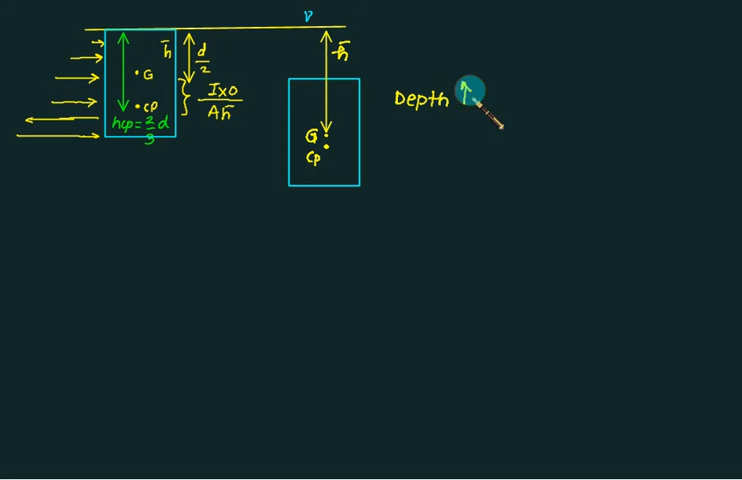 ∇
h̄
d/2
G
CP
hcp = 2/3 d
Ixo/Ah̄
h̄
G
Cp
Depth ↑